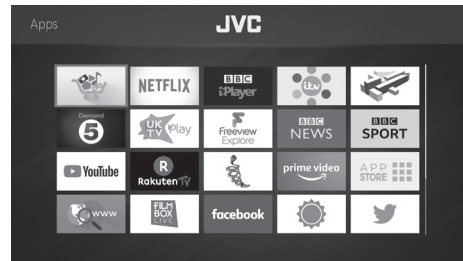 Apps
JVC
NETFLIX
BBC
iPlayer
itv
Demand
5
UK
TV Play
Freeview
Explore
BBC
NEWS
BBC
SPORT
YouTube
R
Rakuten TV
prime video
APP
STORE
www
FILM
BOX
LIVE
facebook